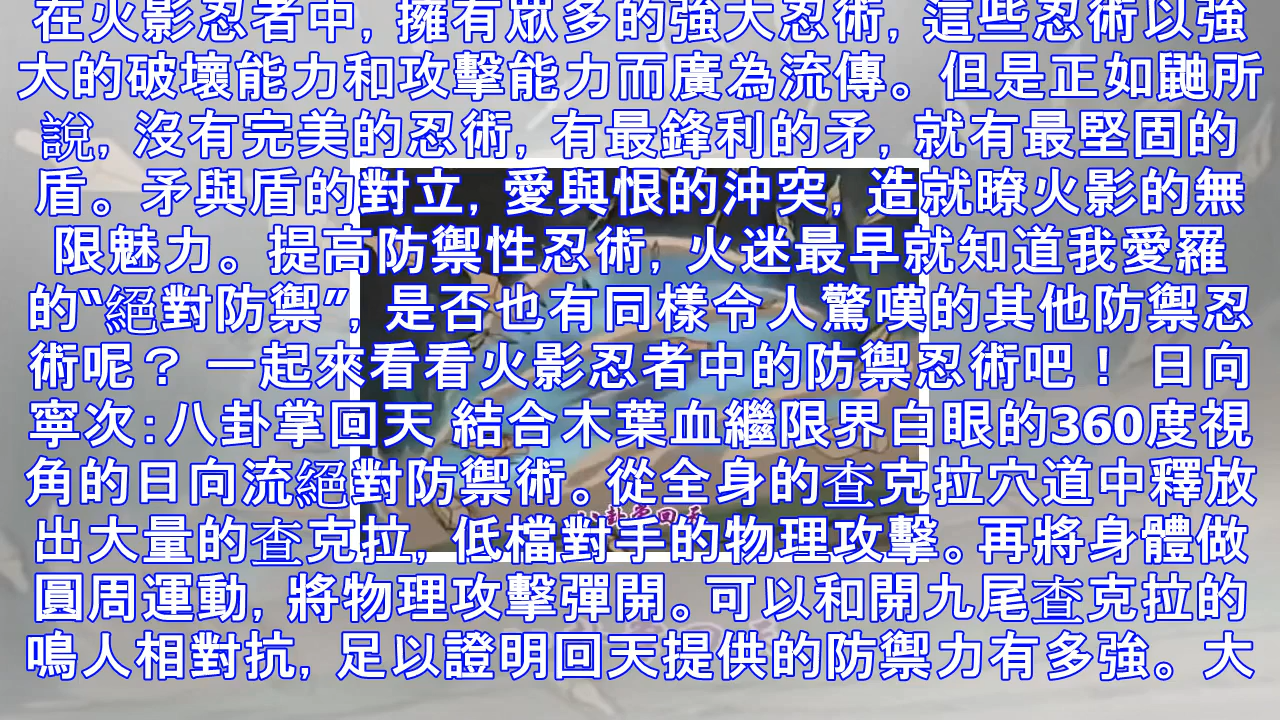 在火影忍者中, 擁有眾多的強大忍術, 這些忍術以強
大的破壞能力和攻擊能力而廣為流傳。但是正如鼬所
說, 沒有完美的忍術, 有最鋒利的矛, 就有最堅固的
盾。矛與盾的對立, 愛與恨的沖突, 造就瞭火影的無
限魅力。提高防禦性忍術, 火迷最早就知道我愛羅
的“絕對防禦”, 是否也有同樣令人驚嘆的其他防禦忍
術呢？ 一起來看看火影忍者中的防禦忍術吧！ 日向
寧次:八卦掌回天 結合木葉血繼限界白眼的360度視
角的日向流絕對防禦術。從全身的查克拉穴道中釋放
出大量的查克拉, 低檔對手的物理攻擊。再將身體做
圓周運動, 將物理攻擊彈開。可以和開九尾查克拉的
鳴人相對抗, 足以證明回天提供的防禦力有多強。大
八卦掌回天